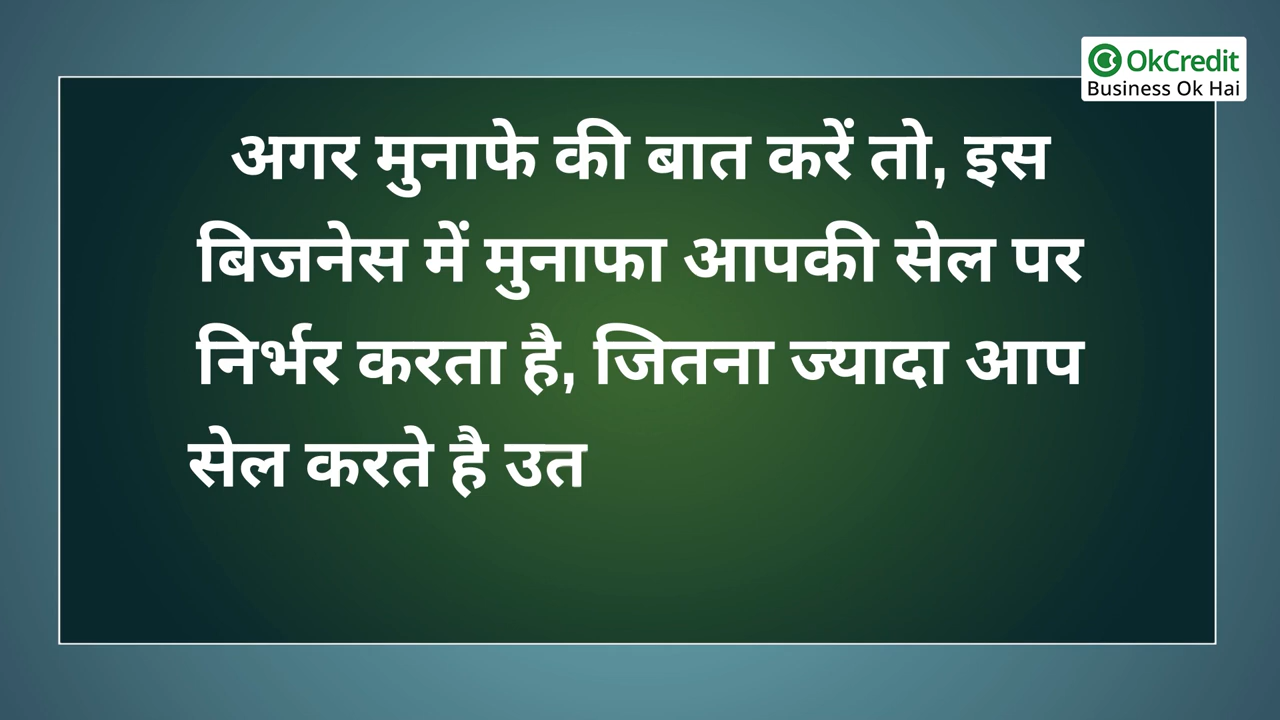 OkCredit
Business Ok Hai
अगर मुनाफे की बात करें तो, इस
बिजनेस में मुनाफा आपकी सेल पर
निर्भर करता है, जितना ज्यादा आप
सेल करते है उत